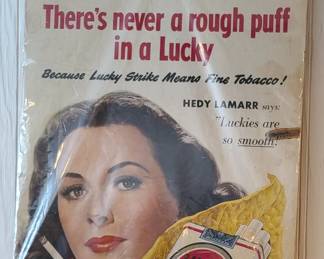 There's never a rough puff
in a Lucky
Because Lucky Strike Means Fine Tobacco!
HEDY LAMARR says:
"Luckies are
so smooth!"